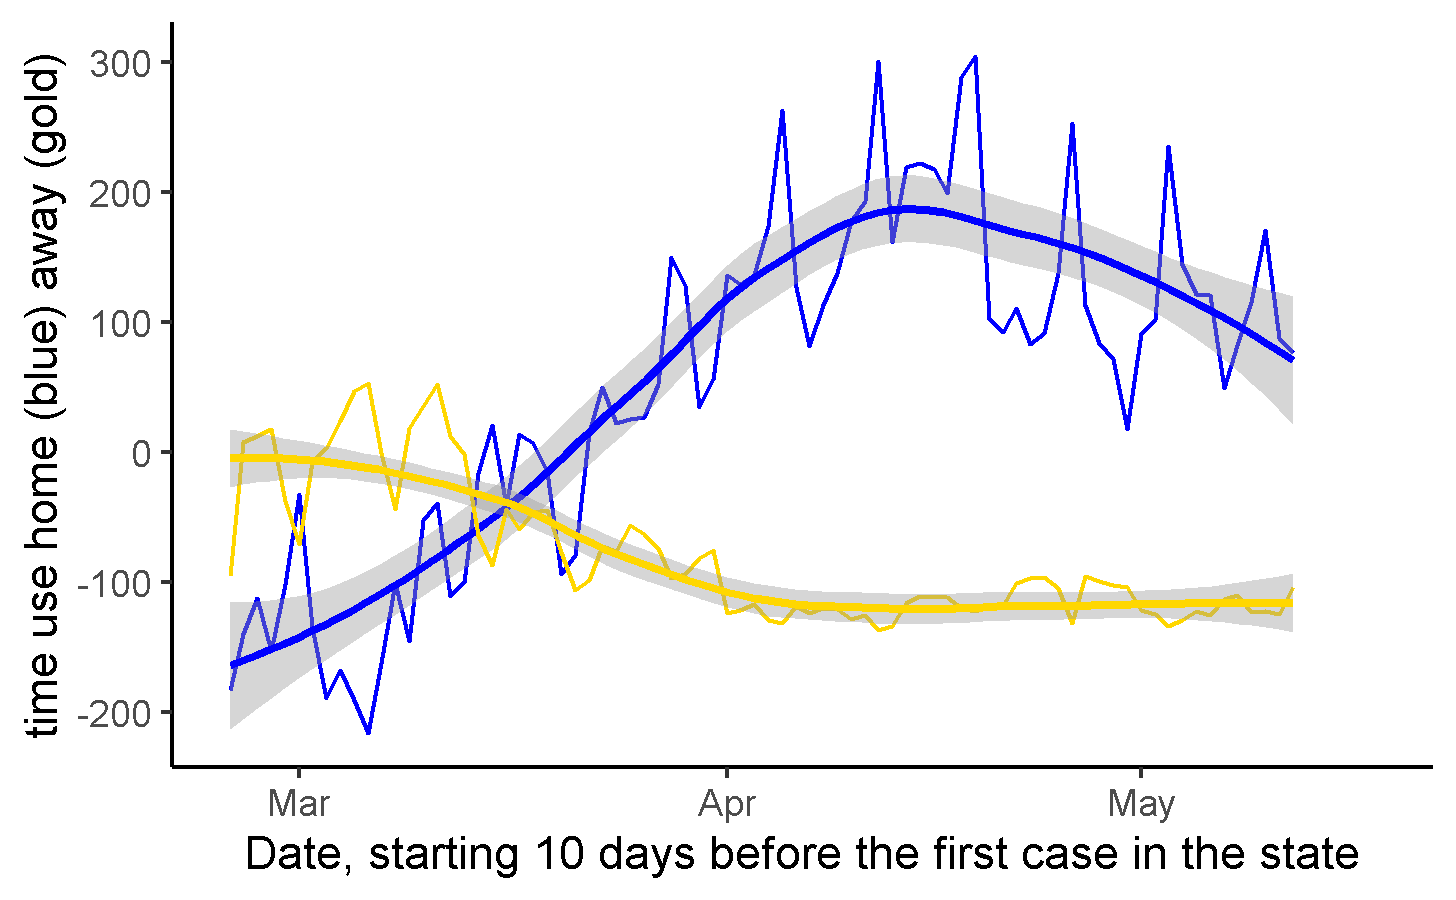 time use home (blue) away (gold)
300
200
100
0
-100
-200
Mar
Apr
May
Date, starting 10 days before the first case in the state